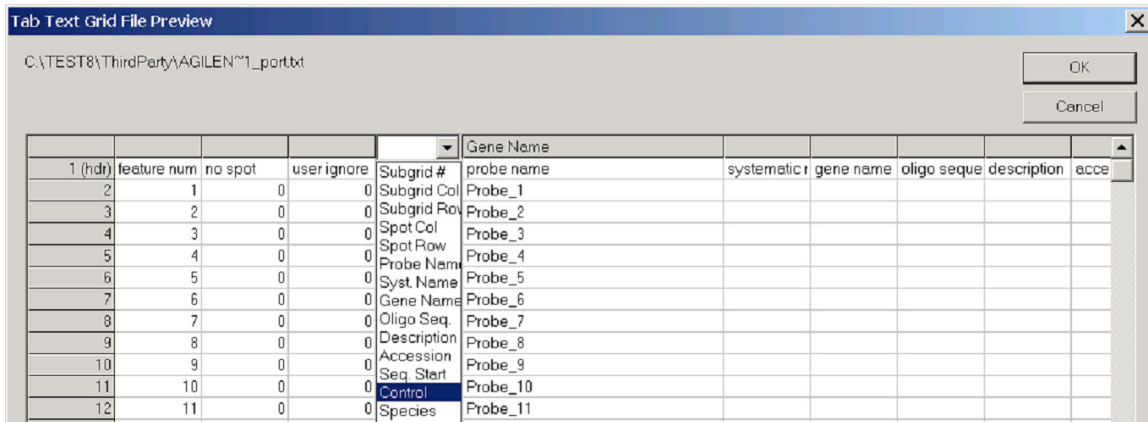 Tab Text Grid File Preview
C:\TEST8\ThirdParty\AGILEN~1_port.txt
OK
Cancel
Gene Name
1 (hdr) feature num no spot user ignore probe name systematic r gene name oligo seque description acce
2 1 0 0 Probe_1
3 2 0 0 Probe_2
4 3 0 0 Probe_3
5 4 0 0 Probe_4
6 5 0 0 Probe_5
7 6 0 0 Probe_6
8 7 0 0 Probe_7
9 8 0 0 Probe_8
10 9 0 0 Probe_9
11 10 0 0 Probe_10
12 11 0 0 Probe_11
Subgrid #
Subgrid Col
Subgrid Rov
Spot Col
Spot Row
Probe Name
Syst. Name
Gene Name
Oligo Seq.
Description
Accession
Seq. Start
Control
Species